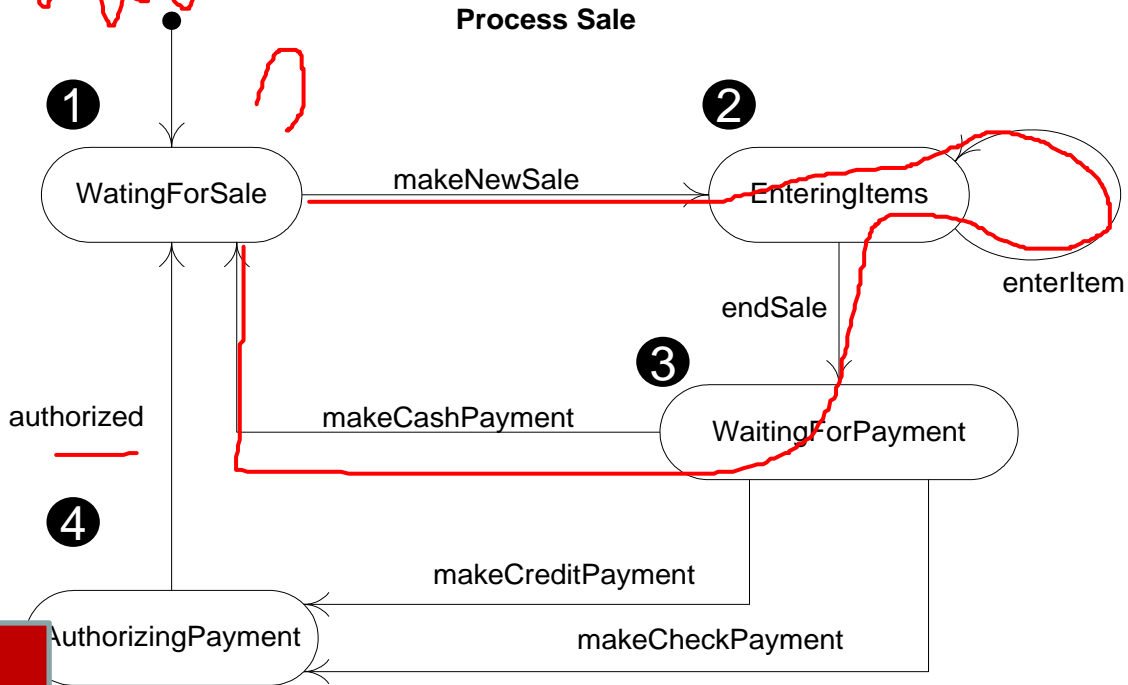 Process Sale
1
2
WatingForSale
makeNewSale
EnteringItems
enterItem
endSale
3
authorized
makeCashPayment
WaitingForPayment
4
makeCreditPayment
AuthorizingPayment
makeCheckPayment